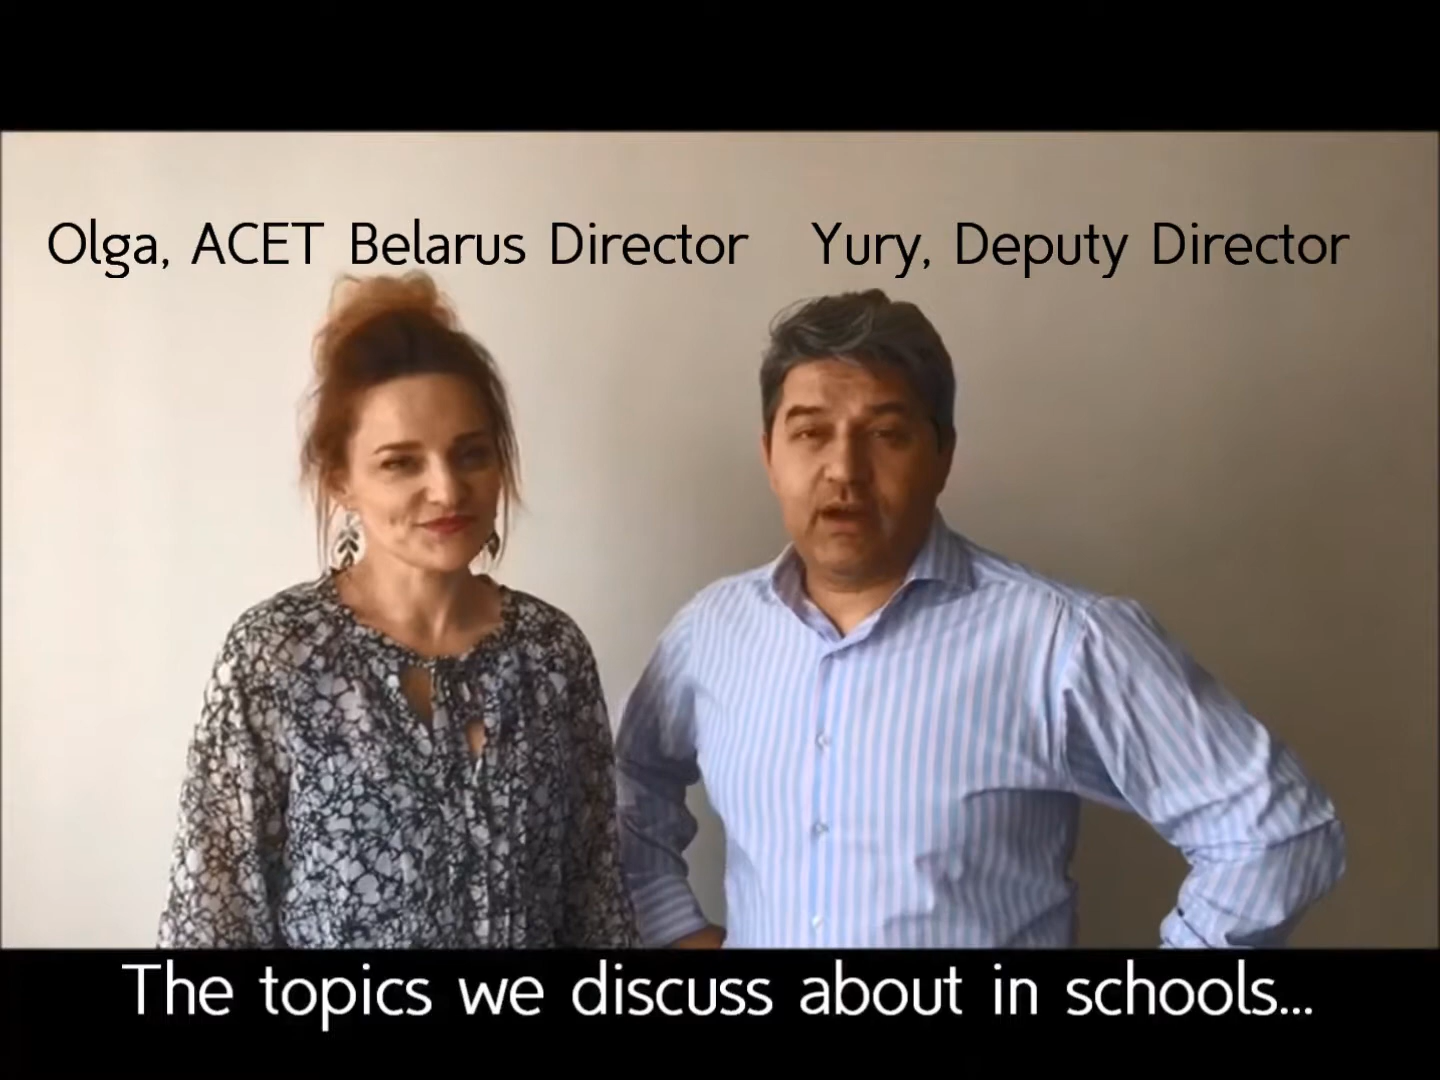 Olga, ACET Belarus Director Yury, Deputy Director
The topics we discuss about in schools...